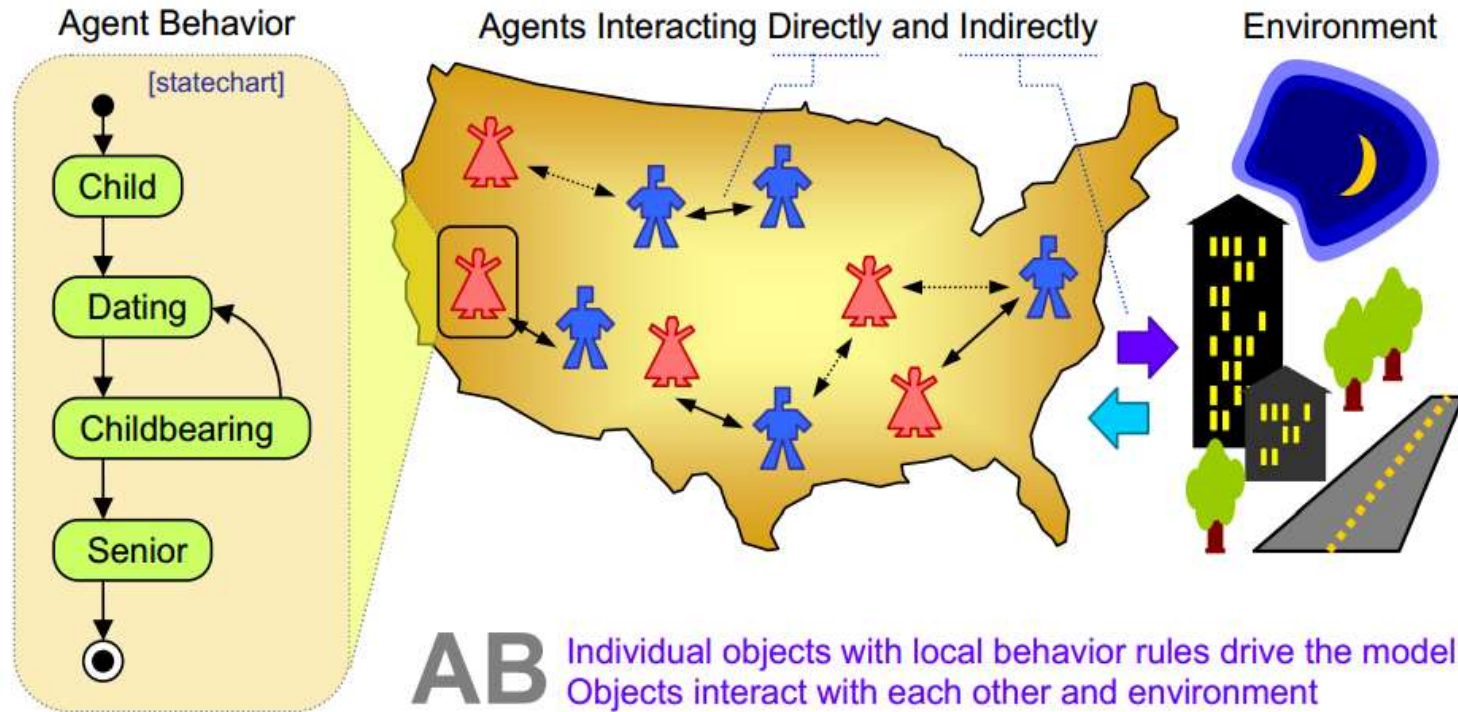 Agent Behavior
Agents Interacting Directly and Indirectly
Environment
[statechart]
Child
Dating
Childbearing
Senior
AB
Individual objects with local behavior rules drive the model
Objects interact with each other and environment